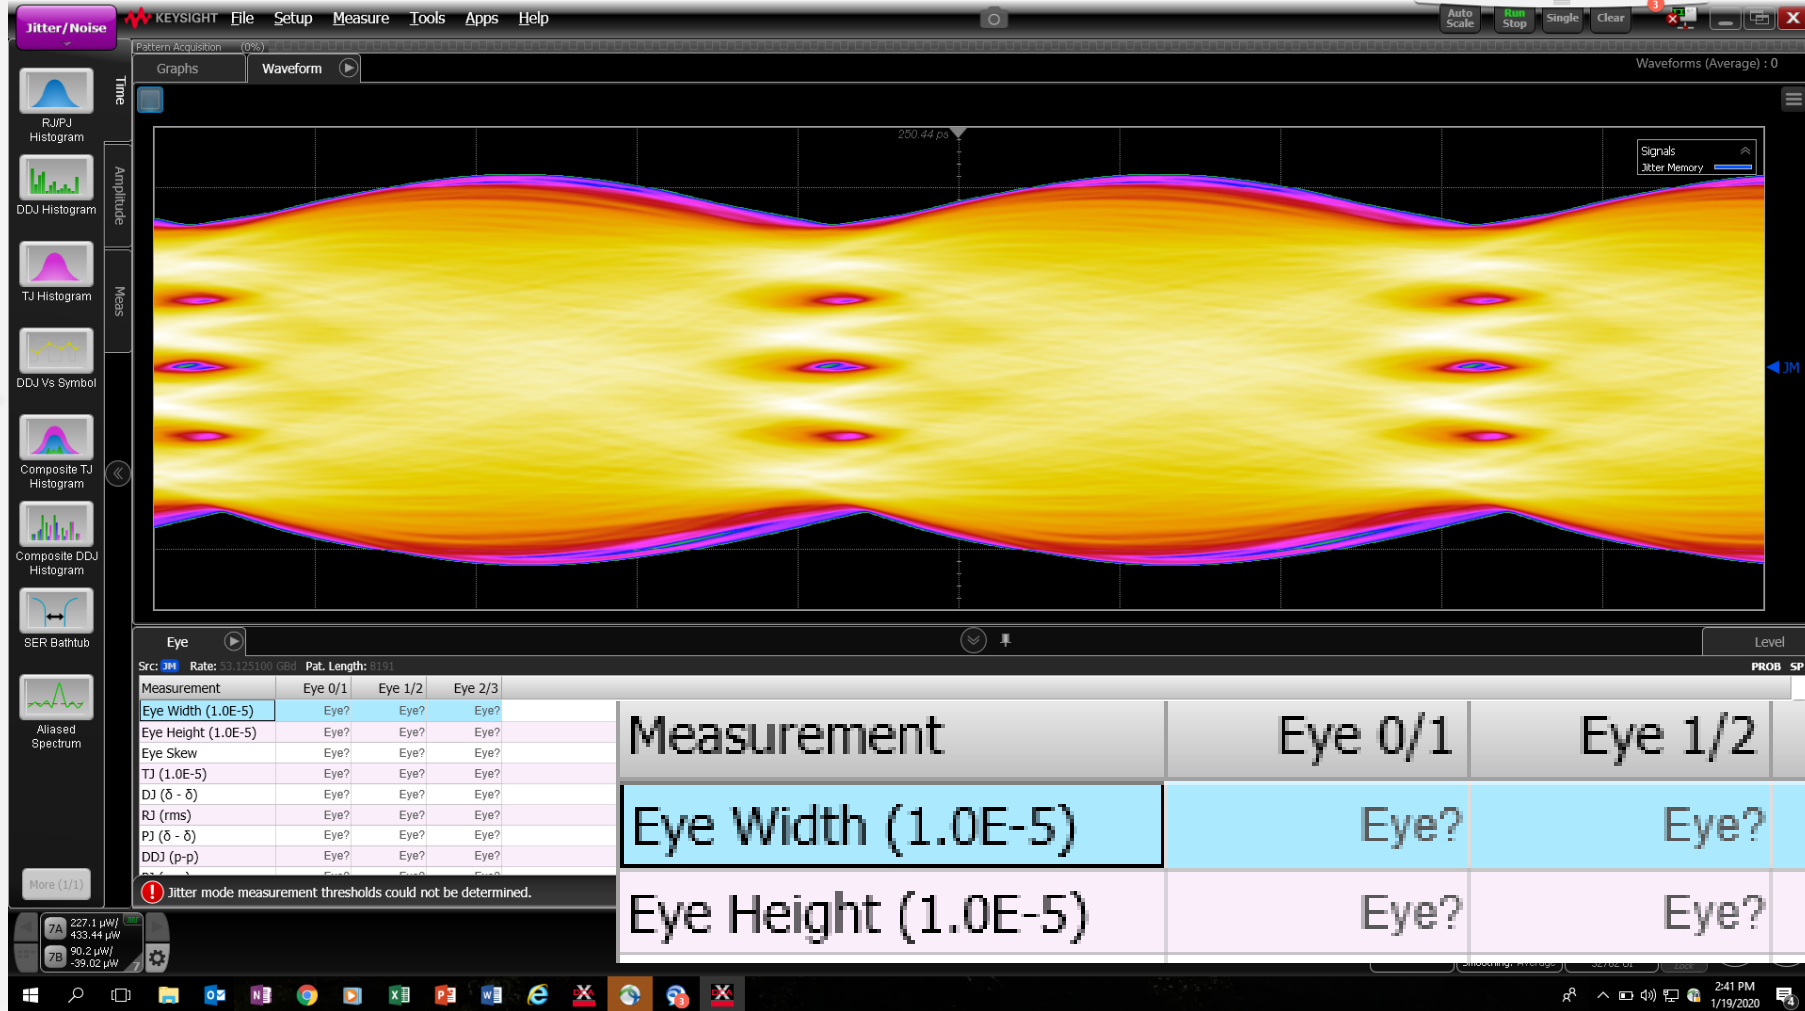 Jitter/Noise
KEYSIGHT File Setup Measure Tools Apps Help
Auto Scale Run Stop Single Clear 3
Pattern Acquisition (0%)
Graphs Waveform
Waveforms (Average) : 0
Time
Amplitude
Meas
RJ/PJ
Histogram
DDJ Histogram
TJ Histogram
DDJ Vs Symbol
Composite TJ
Histogram
Composite DDJ
Histogram
SER Bathtub
Aliased
Spectrum
More (1/1)
250.44 ps
Signals
Jitter Memory
JM
Eye
Level
Src: JM Rate: 53.125100 GBd Pat. Length: 8191
PROB SP
Measurement Eye 0/1 Eye 1/2 Eye 2/3
Eye Width (1.0E-5) Eye? Eye? Eye?
Eye Height (1.0E-5) Eye? Eye? Eye?
Eye Skew Eye? Eye? Eye?
TJ (1.0E-5) Eye? Eye? Eye?
DJ (δ - δ) Eye? Eye? Eye?
RJ (rms) Eye? Eye? Eye?
PJ (δ - δ) Eye? Eye? Eye?
DDJ (p-p) Eye? Eye? Eye?
Jitter mode measurement thresholds could not be determined.
Measurement Eye 0/1 Eye 1/2
Eye Width (1.0E-5) Eye? Eye?
Eye Height (1.0E-5) Eye? Eye?
7A 227.1 µW/
433.44 µW
7B 90.2 µW/
-39.02 µW
7
2:41 PM
1/19/2020